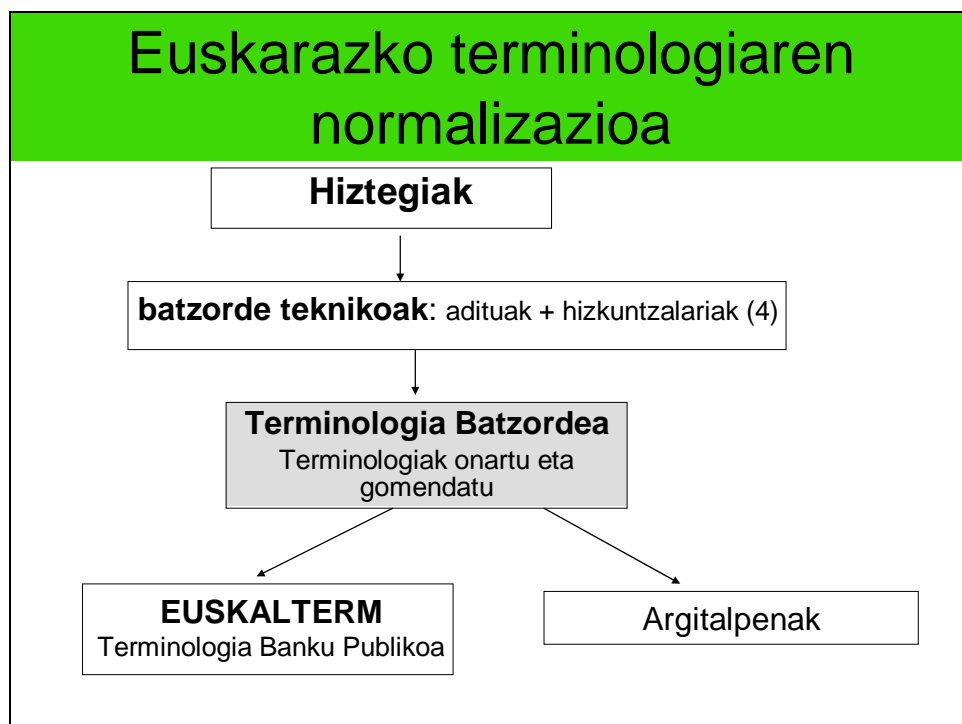 Euskarazko terminologiaren
normalizazioa
Hiztegiak
batzorde teknikoak: adituak + hizkuntzalariak (4)
Terminologia Batzordea
Terminologiak onartu eta
gomendatu
EUSKALTERM
Terminologia Banku Publikoa
Argitalpenak